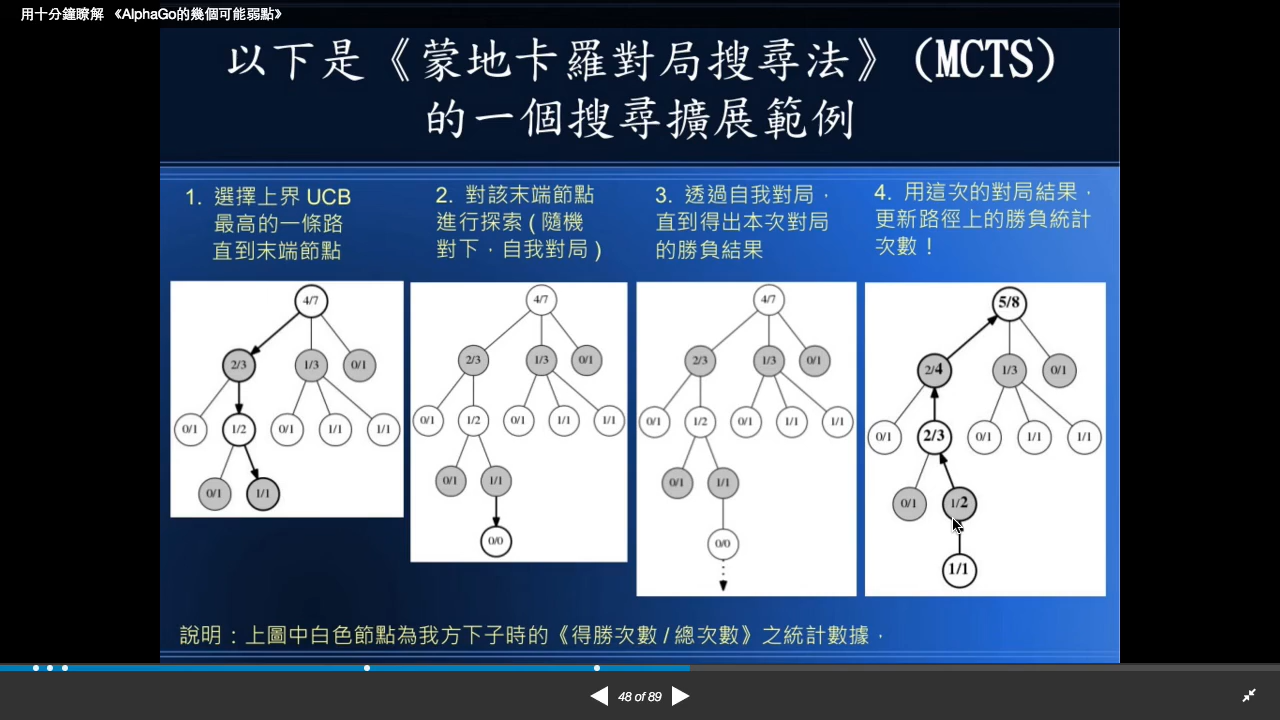 用十分鐘瞭解 《AlphaGo的幾個可能弱點》
以下是《蒙地卡羅對局搜尋法》(MCTS)
的一個搜尋擴展範例
1. 選擇上界 UCB
最高的一條路
直到末端節點
2. 對該末端節點
進行探索 ( 隨機
對下，自我對局 )
3. 透過自我對局，
直到得出本次對局
的勝負結果
4. 用這次的對局結果，
更新路徑上的勝負統計
次數！
4/7
2/3 1/3 0/1
0/1 1/2 0/1 1/1 1/1
0/1 1/1
4/7
2/3 1/3 0/1
0/1 1/2 0/1 1/1 1/1
0/1 1/1
0/0
4/7
2/3 1/3 0/1
0/1 1/2 0/1 1/1 1/1
0/1 1/1
0/0
5/8
2/4 1/3 0/1
0/1 2/3 0/1 1/1 1/1
0/1 1/2
1/1
說明：上圖中白色節點為我方下子時的《得勝次數 / 總次數》之統計數據，
48 of 89